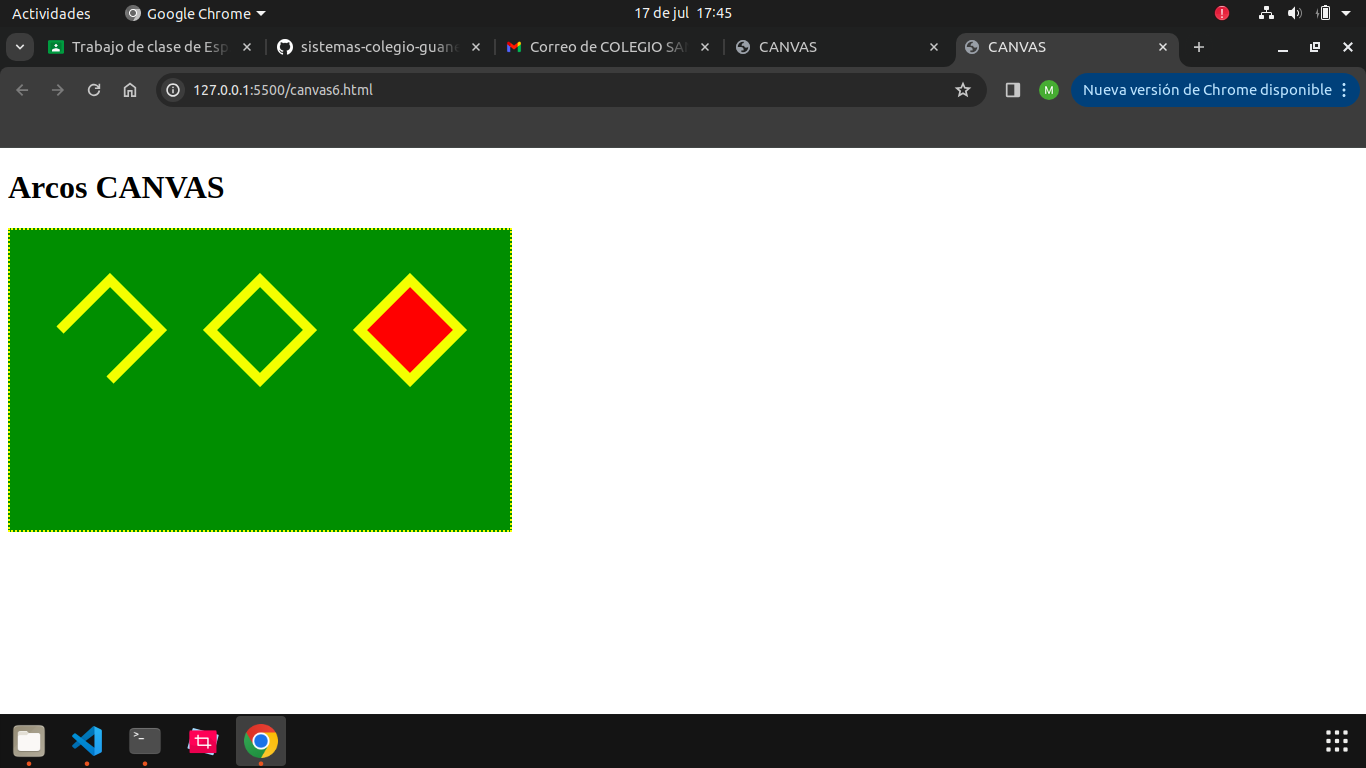 Actividades
Google Chrome
17 de jul 17:45
Trabajo de clase de Esp
sistemas-colegio-guane
Correo de COLEGIO SA
CANVAS
CANVAS
127.0.0.1:5500/canvas6.html
M
Nueva versión de Chrome disponible
Arcos CANVAS